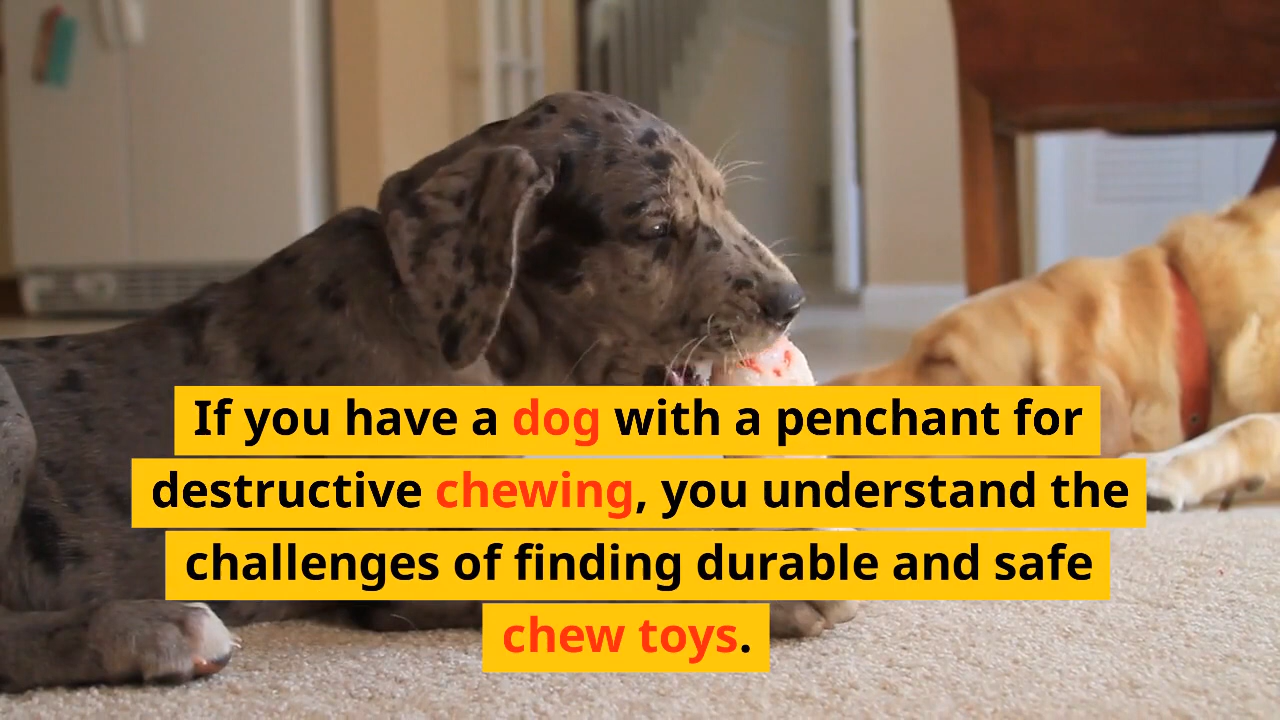 If you have a dog with a penchant for
destructive chewing, you understand the
challenges of finding durable and safe
chew toys.